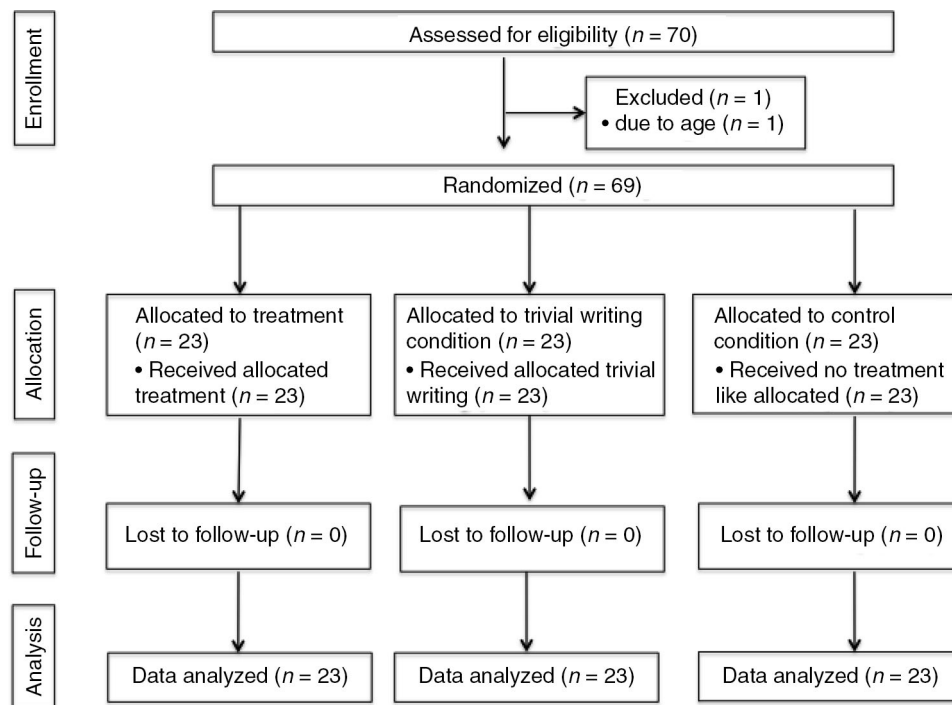 Enrollment
Assessed for eligibility (n = 70)
Excluded (n = 1)
• due to age (n = 1)
Randomized (n = 69)
Allocation
Allocated to treatment
(n = 23)
• Received allocated
treatment (n = 23)
Allocated to trivial writing
condition (n = 23)
• Received allocated trivial
writing (n = 23)
Allocated to control
condition (n = 23)
• Received no treatment
like allocated (n = 23)
Follow-up
Lost to follow-up (n = 0)
Lost to follow-up (n = 0)
Lost to follow-up (n = 0)
Analysis
Data analyzed (n = 23)
Data analyzed (n = 23)
Data analyzed (n = 23)